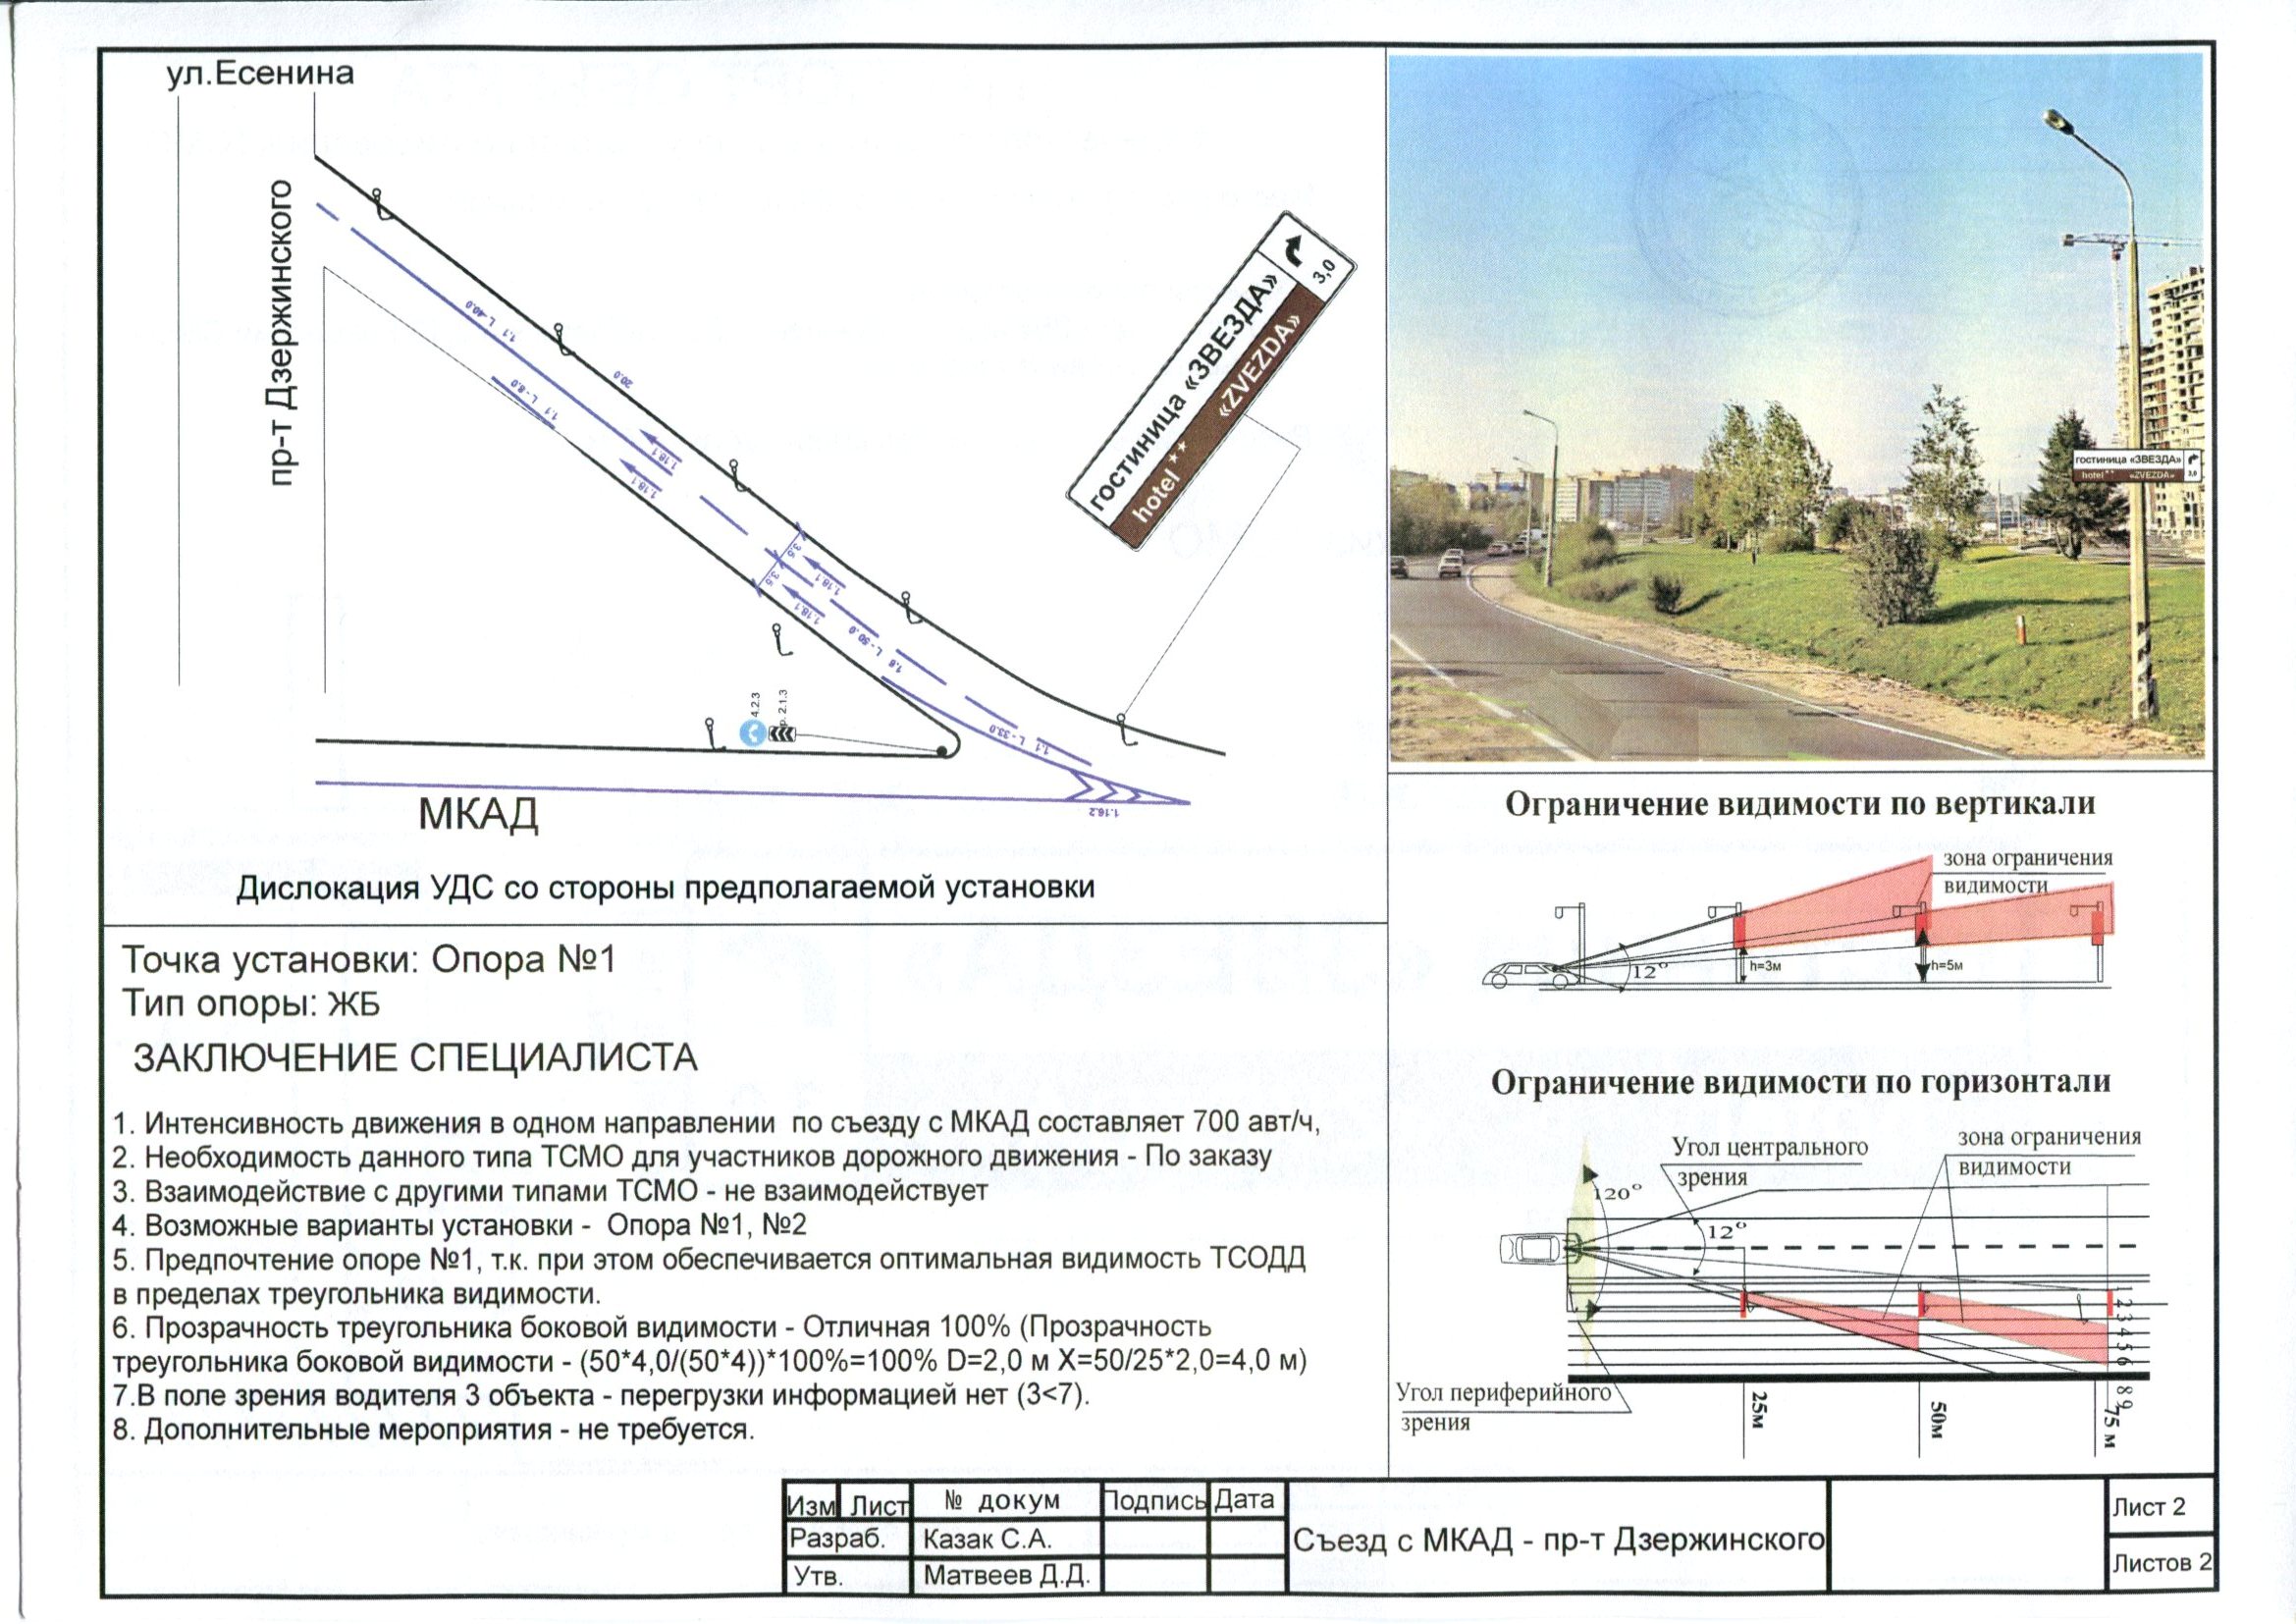 ул.Есенина
пр-т Дзержинского
1.1 L-40.0
1.1 L-8.0
20.0
1.18.1
1.18.1
3.5
3.5
1.18.1
1.18.1
1.6 L-50.0
4.2.3
р. 2.1.3
1.1 L-33.0
1.16.2
гостиница «ЗВЕЗДА»
hotel ** «ZVEZDA»
3,0
МКАД
Дислокация УДС со стороны предполагаемой установки
гостиница «ЗВЕЗДА»
hotel ** «ZVEZDA»
3,0
Точка установки: Опора №1
Тип опоры: ЖБ
ЗАКЛЮЧЕНИЕ СПЕЦИАЛИСТА
1. Интенсивность движения в одном направлении по съезду с МКАД составляет 700 авт/ч,
2. Необходимость данного типа ТСМО для участников дорожного движения - По заказу
3. Взаимодействие с другими типами ТСМО - не взаимодействует
4. Возможные варианты установки - Опора №1, №2
5. Предпочтение опоре №1, т.к. при этом обеспечивается оптимальная видимость ТСОДД
в пределах треугольника видимости.
6. Прозрачность треугольника боковой видимости - Отличная 100% (Прозрачность
треугольника боковой видимости - (50*4,0/(50*4))*100%=100% D=2,0 м X=50/25*2,0=4,0 м)
7.В поле зрения водителя 3 объекта - перегрузки информацией нет (3<7).
8. Дополнительные мероприятия - не требуется.
Ограничение видимости по вертикали
зона ограничения
видимости
12°
h=3м
h=5м
Ограничение видимости по горизонтали
Угол центрального
зрения
зона ограничения
видимости
120°
12°
1 2 3 4 5 6 8 9
Угол периферийного
зрения
25м
50м
75 м
Изм Лист № докум Подпись Дата
Разраб. Казак С.А.
Утв. Матвеев Д.Д.
Съезд с МКАД - пр-т Дзержинского
Лист 2
Листов 2